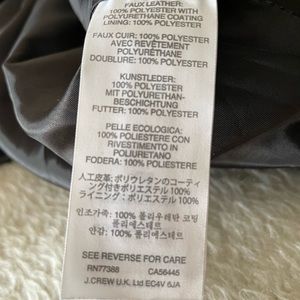 FAUX LEATHER:
100% POLYESTER WITH
POLYURETHANE COATING
LINING: 100% POLYESTER
FAUX CUIR: 100% POLYESTER
AVEC REVÊTEMENT
POLYURÉTHANE
DOUBLURE: 100% POLYESTER
KUNSTLEDER:
100% POLYESTER
MIT POLYURETHAN-
BESCHICHTUNG
FUTTER: 100% POLYESTER
PELLE ECOLOGICA:
100% POLIESTERE CON
RIVESTIMENTO IN
POLIURETANO
FODERA: 100% POLIESTERE
人工皮革: ポリウレタンのコーティ
ング付きポリエステル 100%
ライニング: ポリエステル 100%
인조가죽: 100% 폴리우레탄 코팅
폴리에스테르
안감: 100% 폴리에스테르
SEE REVERSE FOR CARE
RN77388 CA56445
J.CREW U.K. Ltd EC4V 6JA